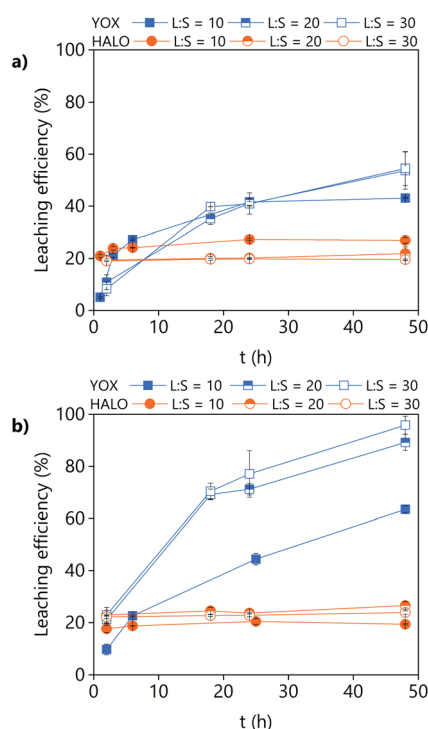 YOX L:S = 10 L:S = 20 L:S = 30
HALO L:S = 10 L:S = 20 L:S = 30
a)
100
80
60
40
20
0
Leaching efficiency (%)
0 10 20 30 40 50
t (h)
YOX L:S = 10 L:S = 20 L:S = 30
HALO L:S = 10 L:S = 20 L:S = 30
b)
100
80
60
40
20
0
Leaching efficiency (%)
0 10 20 30 40 50
t (h)